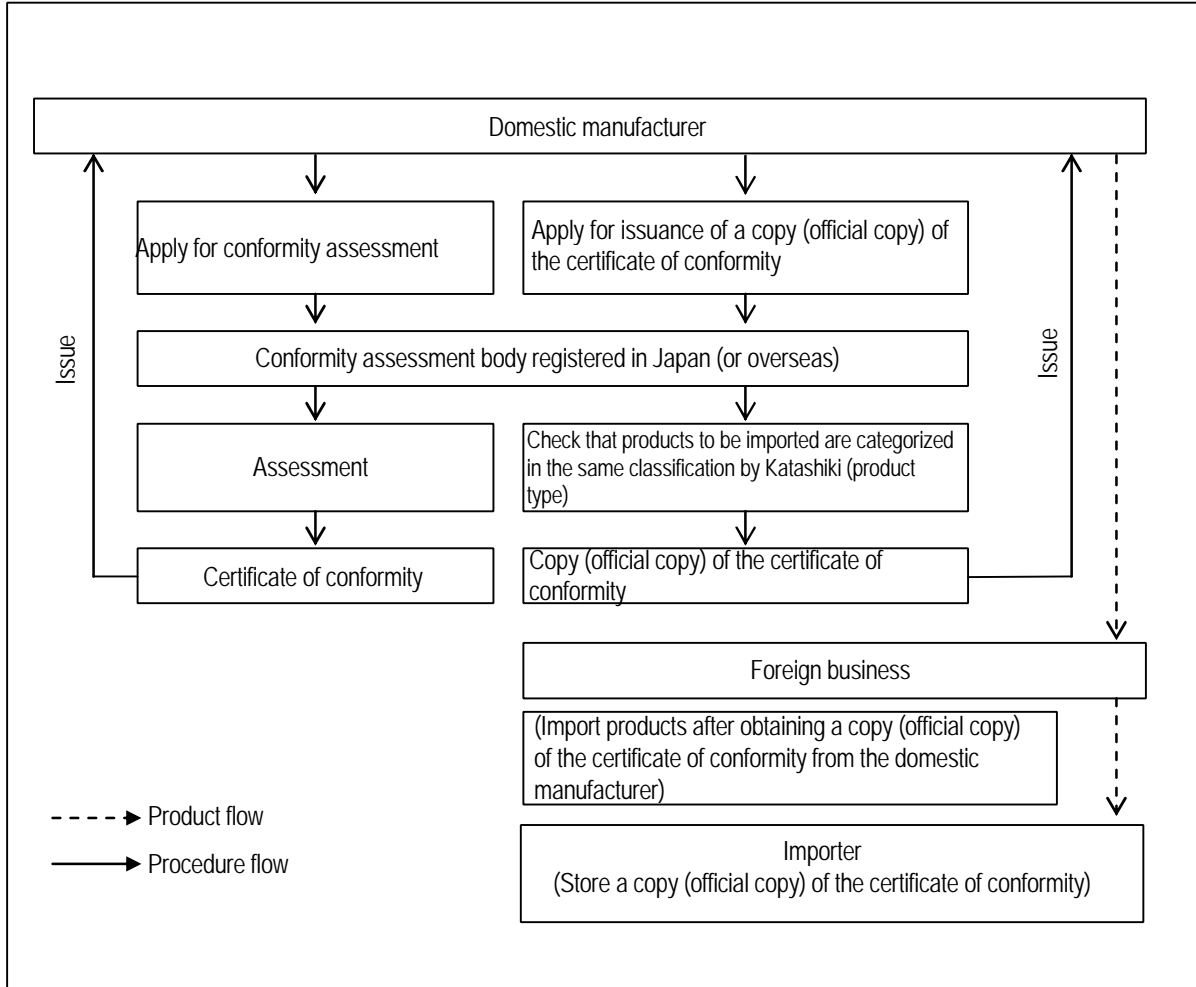 Domestic manufacturer
Apply for conformity assessment
Apply for issuance of a copy (official copy) of
the certificate of conformity
Issue
Conformity assessment body registered in Japan (or overseas)
Issue
Assessment
Check that products to be imported are categorized
in the same classification by Katashiki (product
type)
Certificate of conformity
Copy (official copy) of the certificate of
conformity
Foreign business
(Import products after obtaining a copy (official copy)
of the certificate of conformity from the domestic
manufacturer)
Product flow
Procedure flow
Importer
(Store a copy (official copy) of the certificate of conformity)